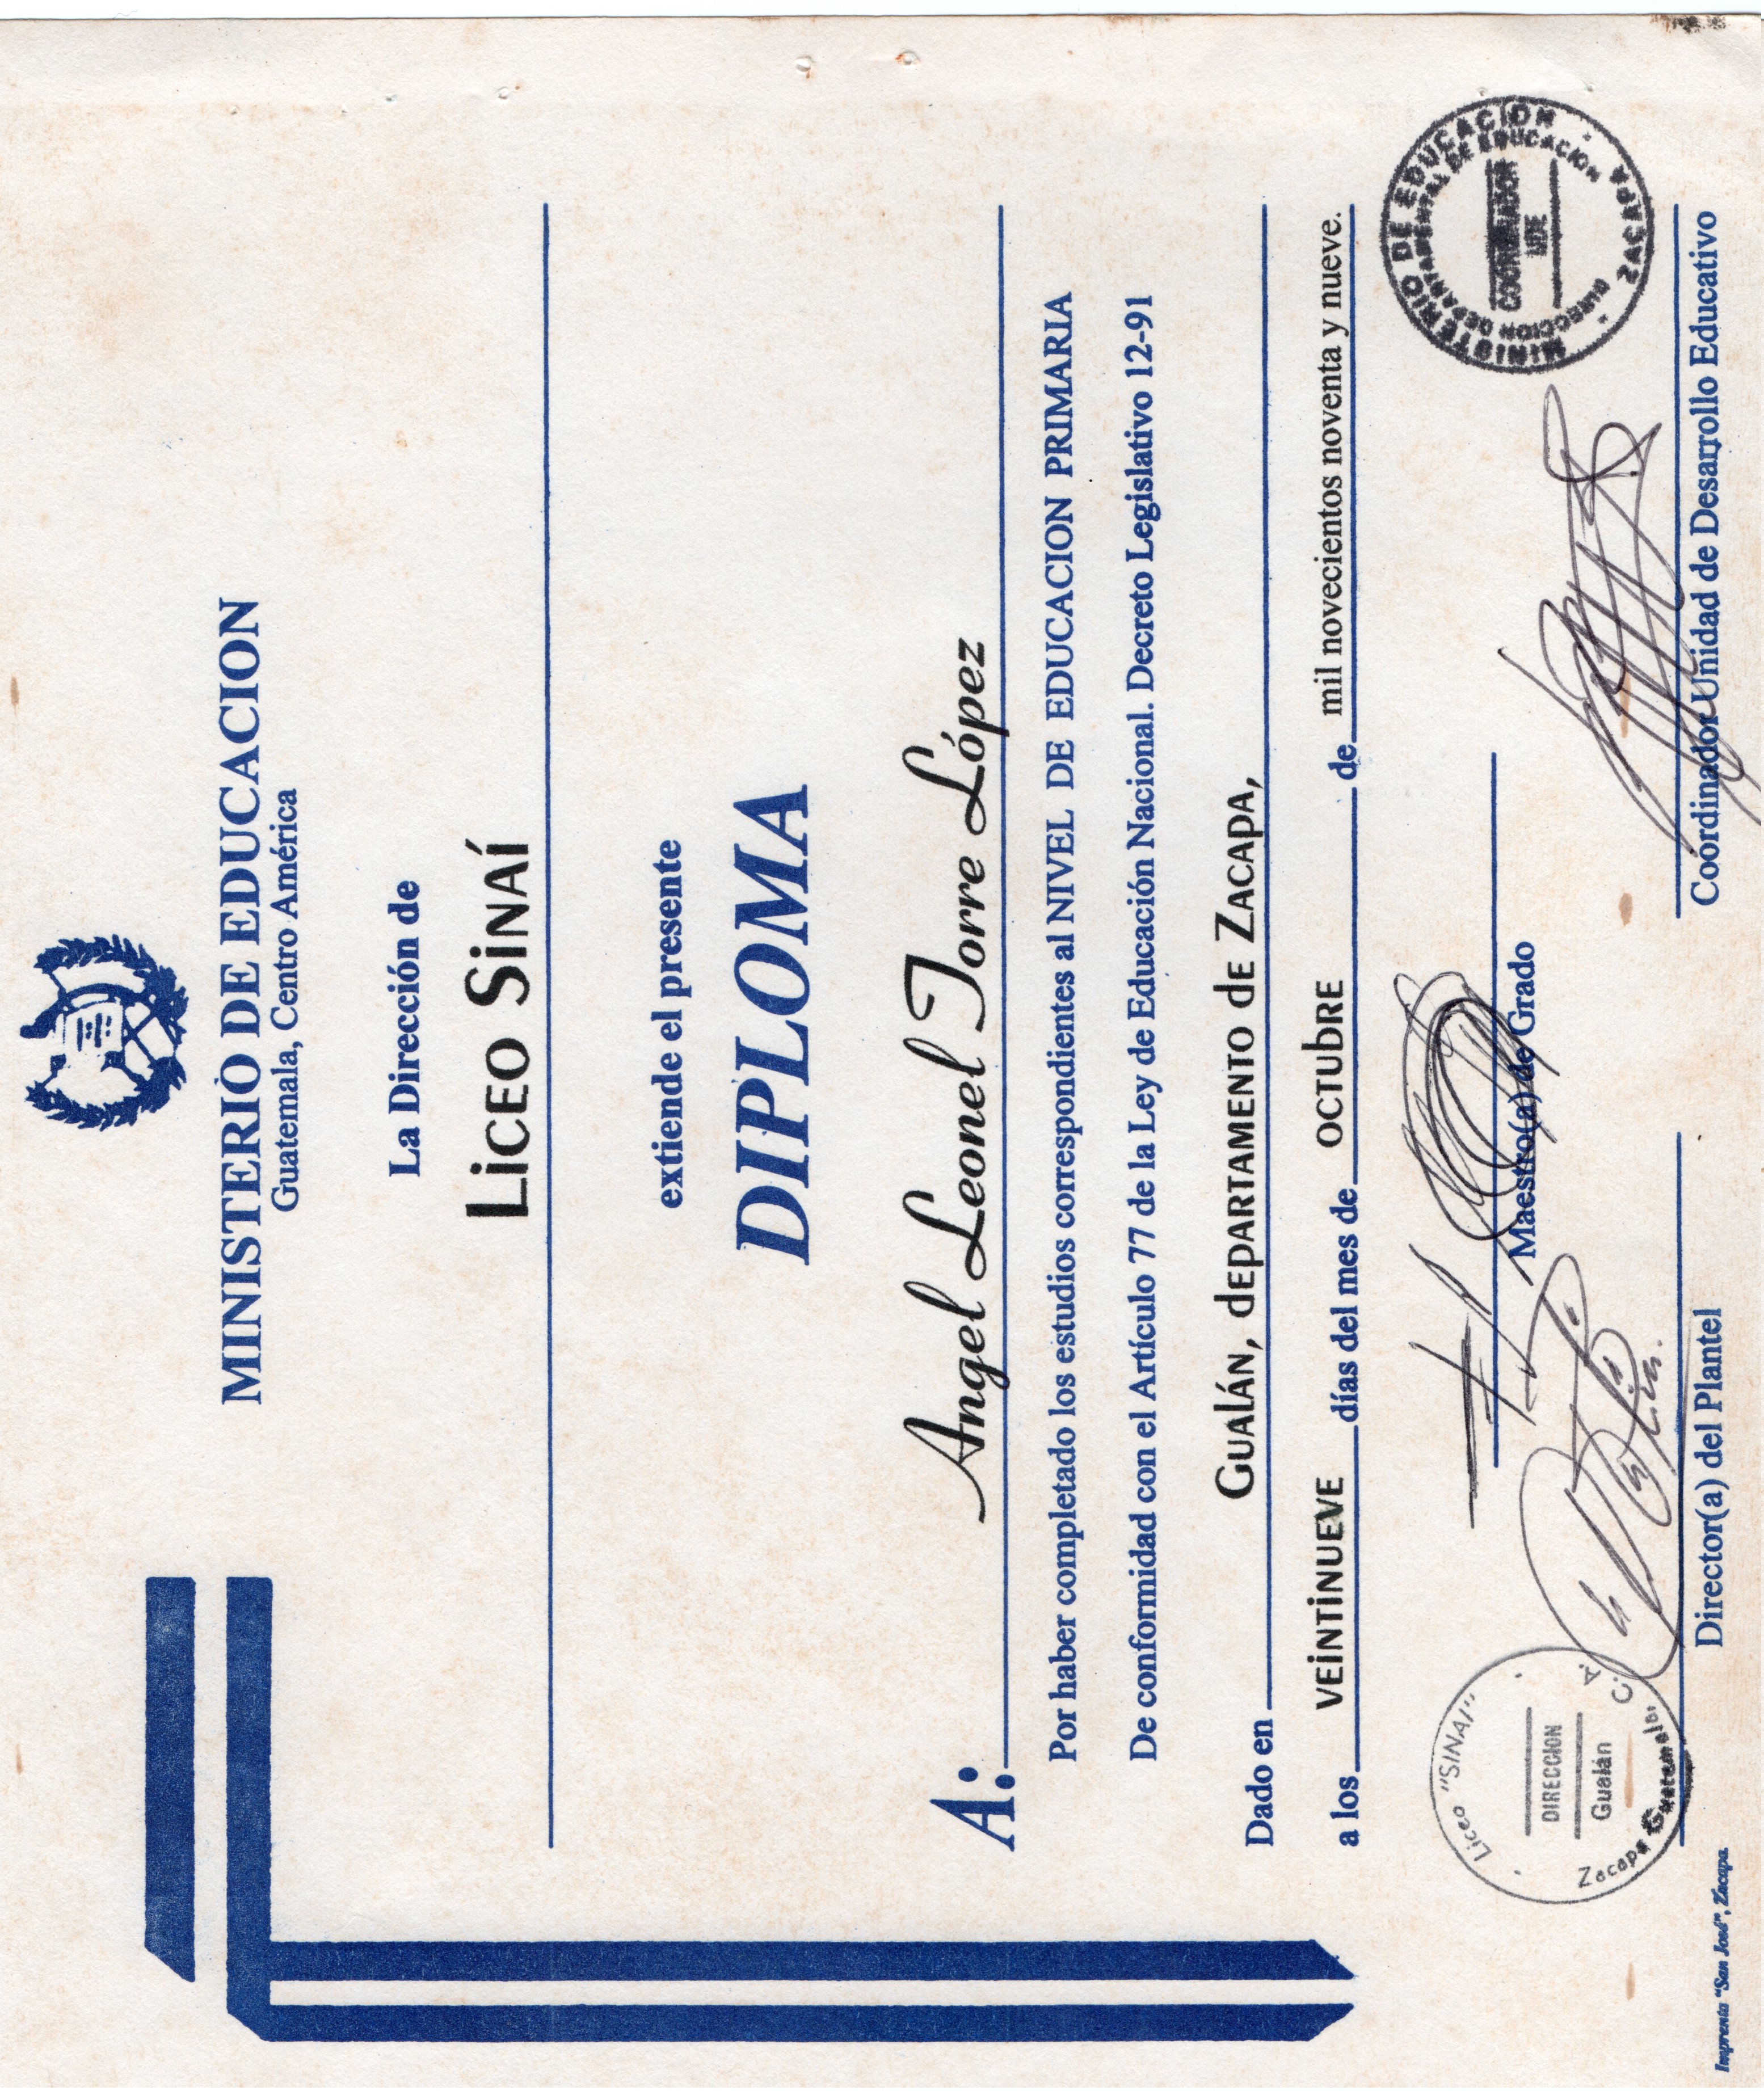 MINISTERIO DE EDUCACION
Guatemala, Centro América
La Dirección de
Liceo Sinaí
extiende el presente
DIPLOMA
A: Angel Leonel Torre López
Por haber completado los estudios correspondientes al NIVEL DE EDUCACION PRIMARIA
De conformidad con el Artículo 77 de la Ley de Educación Nacional. Decreto Legislativo 12-91
Dado en Gualán, departamento de Zacapa,
a los veintinueve días del mes de octubre de mil novecientos noventa y nueve.
Maestro(a) de Grado
Liceo "SINAI"
DIRECCION
Gualán
Zacapa Guatemala, C. A.
MINISTERIO DE EDUCACION
DIRECCION DEPARTAMENTAL DE EDUCACION
COORDINADOR
UDE
ZACAPA
Director(a) del Plantel
Coordinador Unidad de Desarrollo Educativo
Imprenta "San José", Zacapa